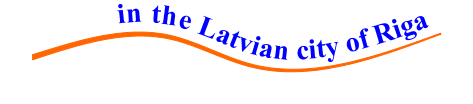 in the Latvian city of Riga